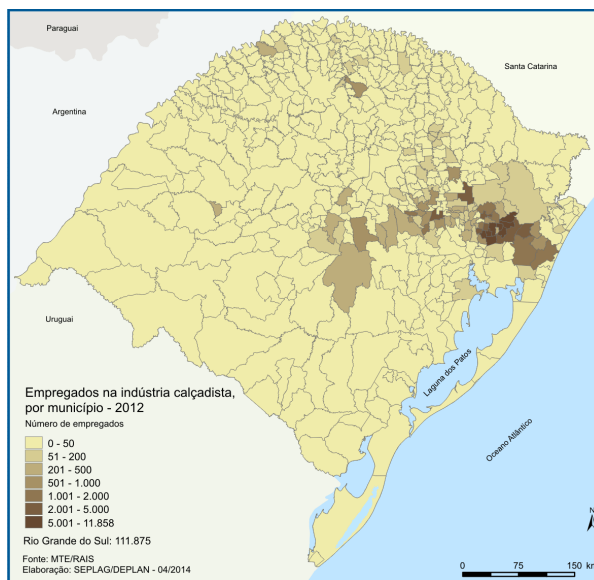 Paraguai
Santa Catarina
Argentina
Uruguai
Laguna dos Patos
Oceano Atlântico
Empregados na indústria calçadista,
por município - 2012
Número de empregados
0 - 50
51 - 200
201 - 500
501 - 1.000
1.001 - 2.000
2.001 - 5.000
5.001 - 11.858
Rio Grande do Sul: 111.875
Fonte: MTE/RAIS
Elaboração: SEPLAG/DEPLAN - 04/2014
N
0 75 150 km